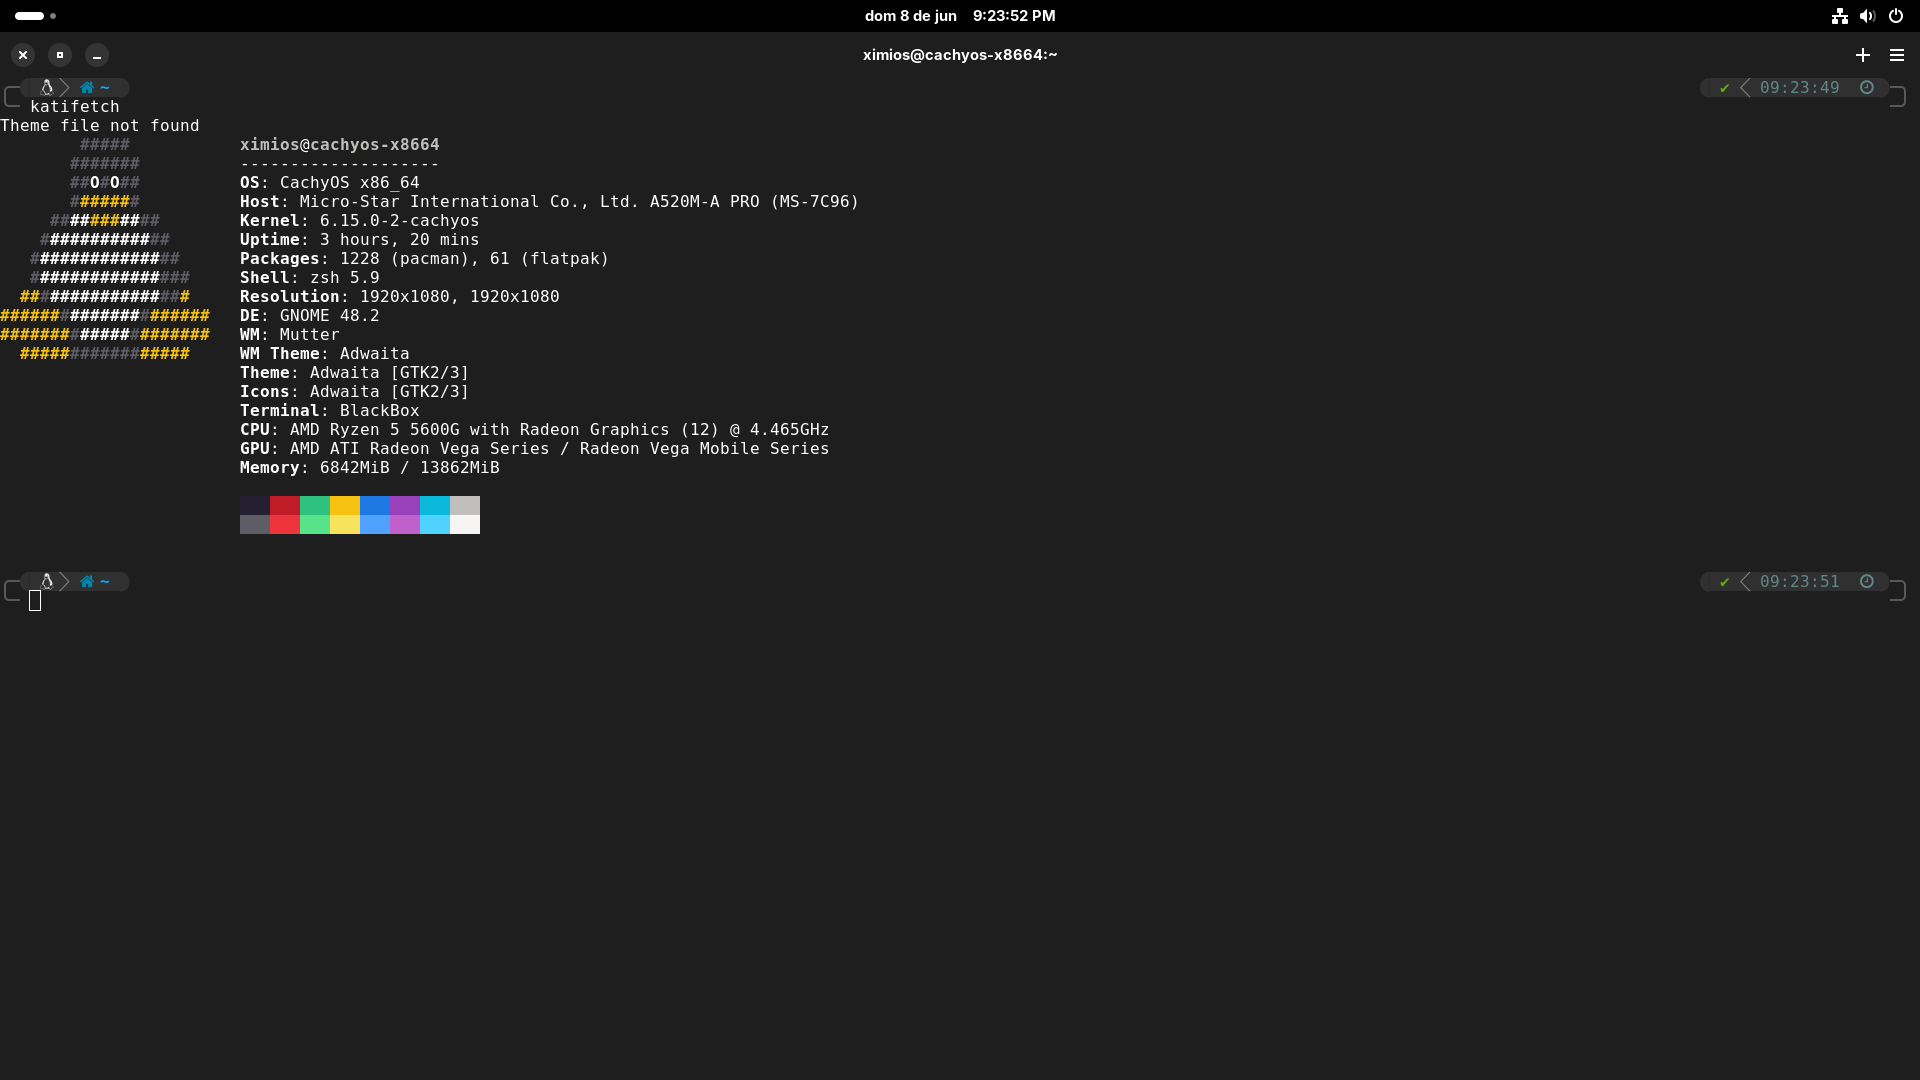 dom 8 de jun 9:23:52 PM
ximios@cachyos-x8664:~
~ ✔ 09:23:49
katifetch
Theme file not found
##### ximios@cachyos-x8664
####### --------------------
##O#O## OS: CachyOS x86_64
####### Host: Micro-Star International Co., Ltd. A520M-A PRO (MS-7C96)
########### Kernel: 6.15.0-2-cachyos
############# Uptime: 3 hours, 20 mins
############### Packages: 1228 (pacman), 61 (flatpak)
################ Shell: zsh 5.9
################# Resolution: 1920x1080, 1920x1080
##################### DE: GNOME 48.2
##################### WM: Mutter
################# WM Theme: Adwaita
Theme: Adwaita [GTK2/3]
Icons: Adwaita [GTK2/3]
Terminal: BlackBox
CPU: AMD Ryzen 5 5600G with Radeon Graphics (12) @ 4.465GHz
GPU: AMD ATI Radeon Vega Series / Radeon Vega Mobile Series
Memory: 6842MiB / 13862MiB
~ ✔ 09:23:51